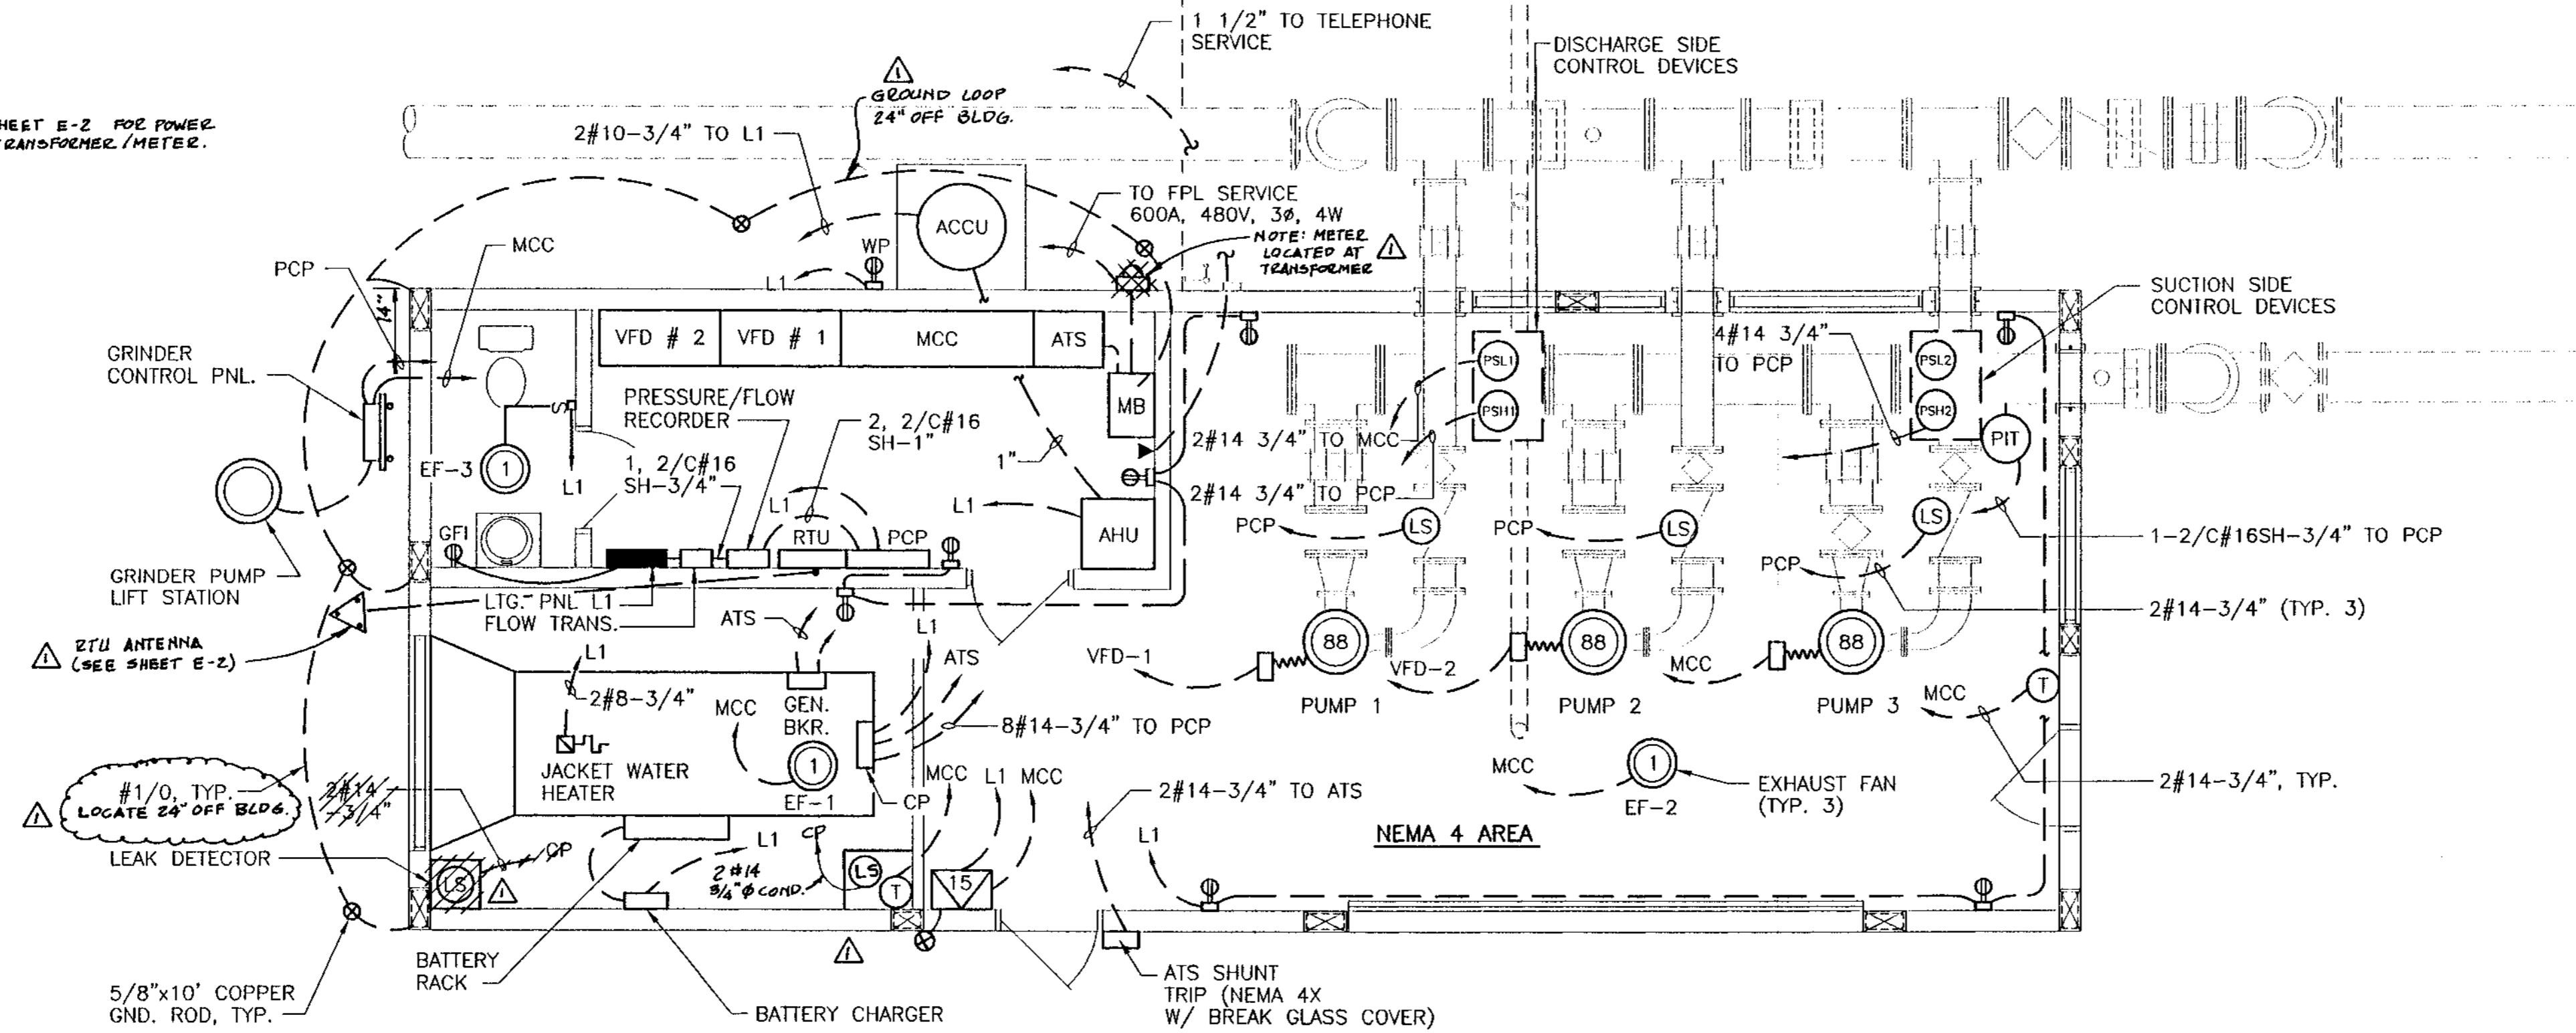 1 1/2" TO TELEPHONE
SERVICE
DISCHARGE SIDE
CONTROL DEVICES
1
GROUND LOOP
24" OFF BLDG.
HEET E-2 FOR POWER
TRANSFORMER/METER.
2#10-3/4" TO L1
TO FPL SERVICE
600A, 480V, 3ø, 4W
NOTE: METER
LOCATED AT
TRANSFORMER
1
ACCU
WP
L1
MCC
PCP
14"
SUCTION SIDE
CONTROL DEVICES
VFD # 2
VFD # 1
MCC
ATS
MB
GRINDER
CONTROL PNL.
PSL1
PSH1
4#14 3/4"
TO PCP
PSL2
PSH2
PIT
PRESSURE/FLOW
RECORDER
2, 2/C#16
SH-1"
1"
2#14 3/4" TO MCC
2#14 3/4" TO PCP
S
EF-3
1
L1
1, 2/C#16
SH-3/4"
L1
L1
AHU
PCP
LS
PCP
LS
LS
PCP
1-2/C#16SH-3/4" TO PCP
GFI
RTU
PCP
GRINDER PUMP
LIFT STATION
LTG. PNL L1
FLOW TRANS.
ATS
L1
2#14-3/4" (TYP. 3)
1
RTU ANTENNA
(SEE SHEET E-2)
L1
2#8-3/4"
MCC
GEN.
BKR.
ATS
VFD-1
88
PUMP 1
VFD-2
88
PUMP 2
MCC
88
PUMP 3
MCC
T
8#14-3/4" TO PCP
JACKET WATER
HEATER
1
EF-1
CP
MCC
L1
MCC
2#14-3/4" TO ATS
MCC
1
EF-2
EXHAUST FAN
(TYP. 3)
2#14-3/4", TYP.
1
#1/0, TYP.
LOCATE 24" OFF BLDG.
2#14
-3/4"
NEMA 4 AREA
L1
LEAK DETECTOR
LS
CP
1
L1
2#14
3/4"ø COND.
CP
LS
T
15
1
BATTERY
RACK
BATTERY CHARGER
5/8"x10' COPPER
GND. ROD, TYP.
ATS SHUNT
TRIP (NEMA 4X
W/ BREAK GLASS COVER)